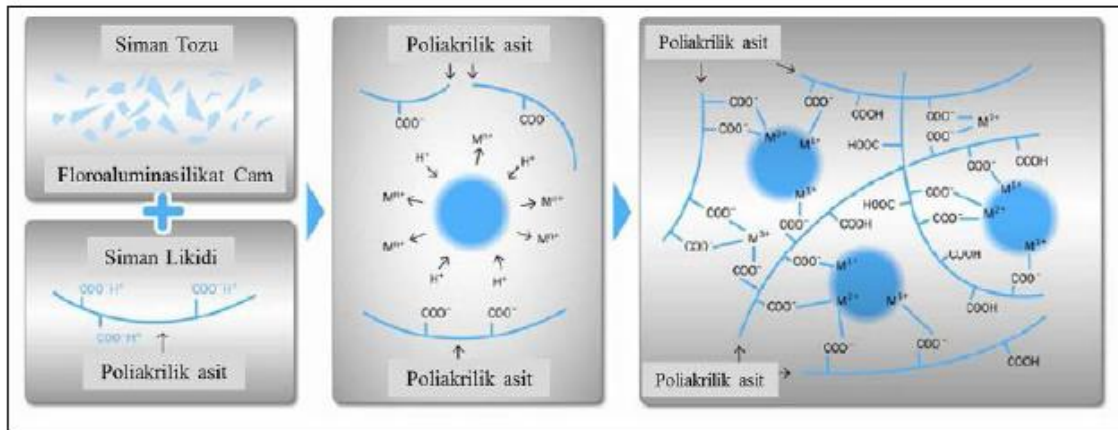 Siman Tozu
Floroaluminasilikat Cam
Siman Likidi
COO⁻H⁺
COO⁻H⁺
COO⁻H⁺
Poliakrilik asit
Poliakrilik asit
COO⁻
COO
Mⁿ⁺
H⁺
H⁺
Mⁿ⁺
Mⁿ⁺
Mⁿ⁺
Mⁿ⁺
H⁺
H⁺
COO⁻
COO⁻
Poliakrilik asit
Poliakrilik asit
COO⁻
COO⁻
COOH
COO⁻
COO⁻
M²⁺
COO⁻
M²⁺
M³⁺
HOOC
COO⁻
COOH
M³⁺
COO⁻
M³⁺
M²⁺
COO⁻
HOOC
COO⁻
COO⁻
COO
M³⁺
COOH
M³⁺
COO⁻
COO⁻
COO⁻
COOH
COO⁻
M³⁺
M²⁺
M³⁺
COO⁻
COOH
COO⁻
COO⁻
COOH
Poliakrilik asit